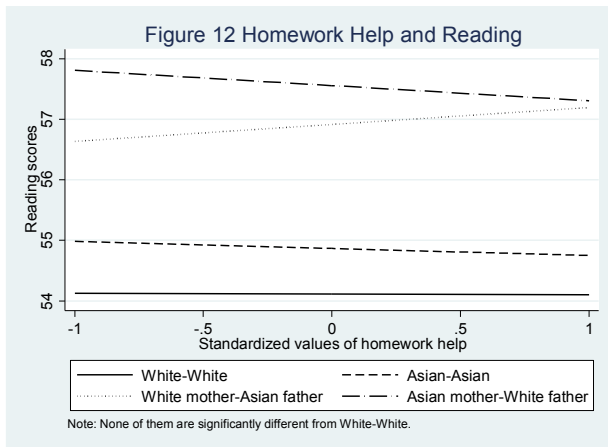 Figure 12 Homework Help and Reading
58
57
56
55
54
Reading scores
-1
-.5
0
.5
1
Standardized values of homework help
White-White
Asian-Asian
White mother-Asian father
Asian mother-White father
Note: None of them are significantly different from White-White.